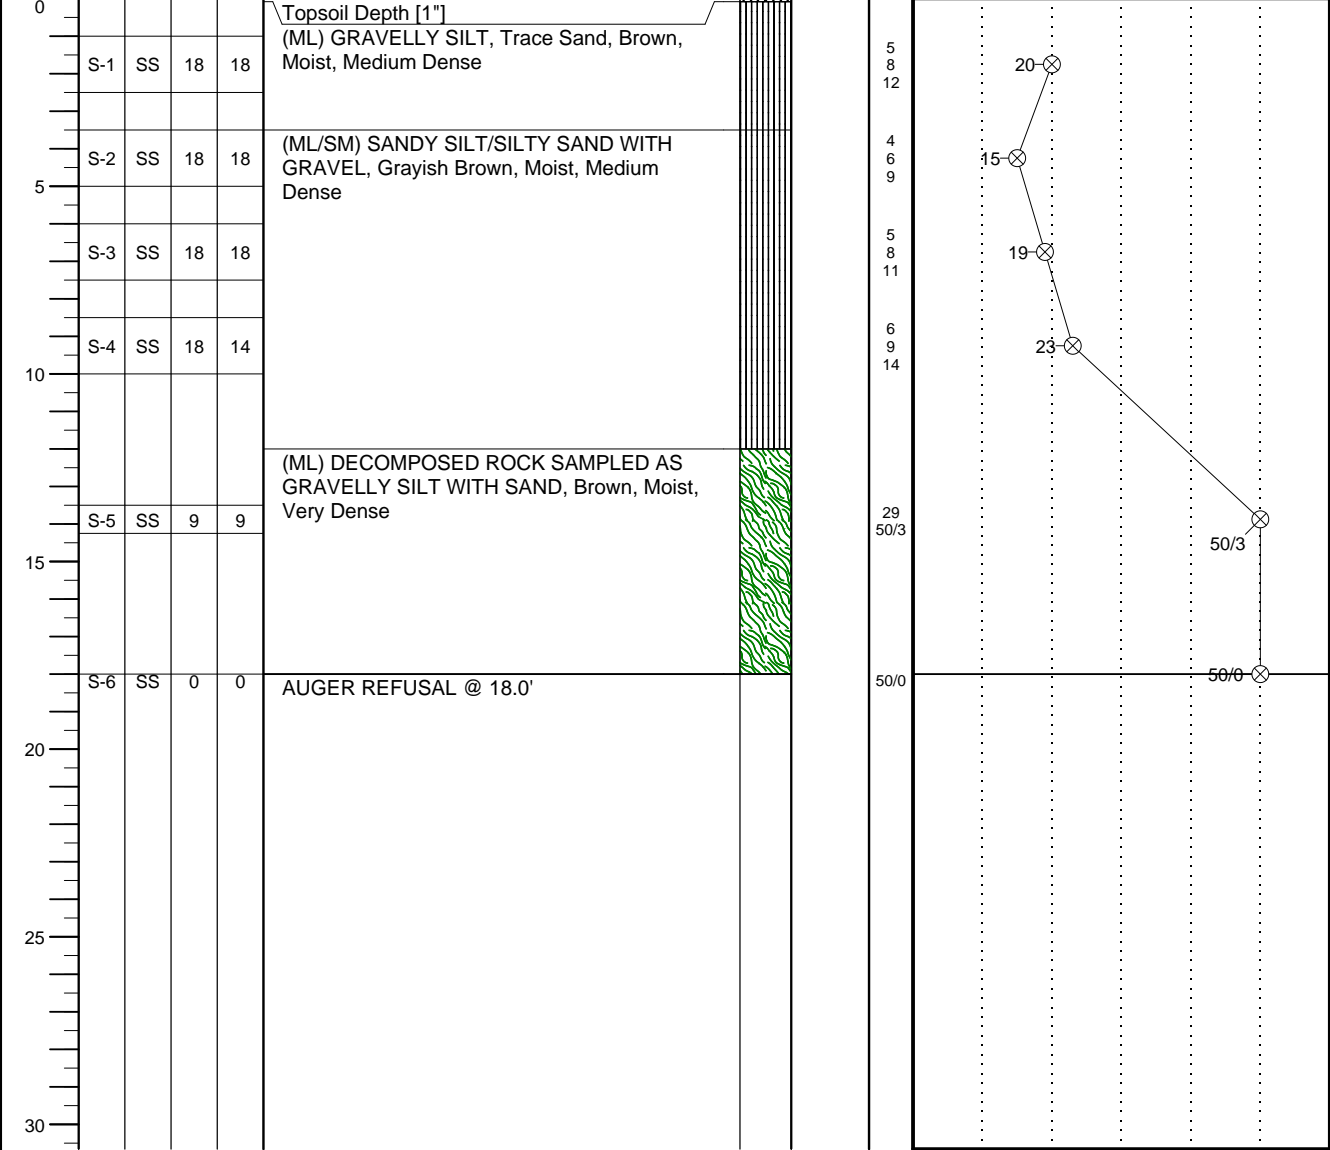 0
Topsoil Depth [1"]
(ML) GRAVELLY SILT, Trace Sand, Brown,
Moist, Medium Dense
S-1 SS 18 18
5
8
12
20
(ML/SM) SANDY SILT/SILTY SAND WITH
GRAVEL, Grayish Brown, Moist, Medium
Dense
S-2 SS 18 18
4
6
9
15
5
S-3 SS 18 18
5
8
11
19
S-4 SS 18 14
6
9
14
23
10
(ML) DECOMPOSED ROCK SAMPLED AS
GRAVELLY SILT WITH SAND, Brown, Moist,
Very Dense
S-5 SS 9 9
29
50/3
50/3
15
S-6 SS 0 0
AUGER REFUSAL @ 18.0'
50/0
50/0
20
25
30